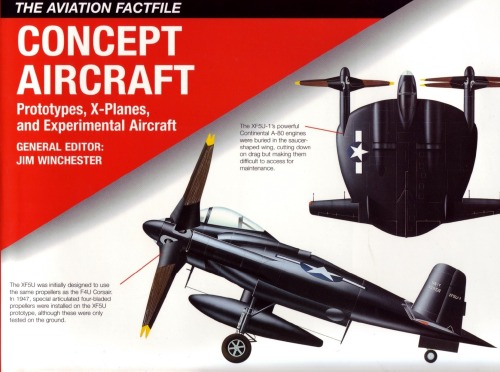 THE AVIATION FACTFILE
CONCEPT
AIRCRAFT
Prototypes, X-Planes,
and Experimental Aircraft
GENERAL EDITOR:
JIM WINCHESTER
The XF5U-1's powerful
Continental A-80 engines
were buried in the saucer-
shaped wing, cutting down
on drag but making them
difficult to access for
maintenance.
The XF5U was initially designed to use
the same propellers as the F4U Corsair.
In 1947, special articulated four-bladed
propellers were installed on the XF5U
prototype, although these were only
tested on the ground.
NAVY
XF5U-1